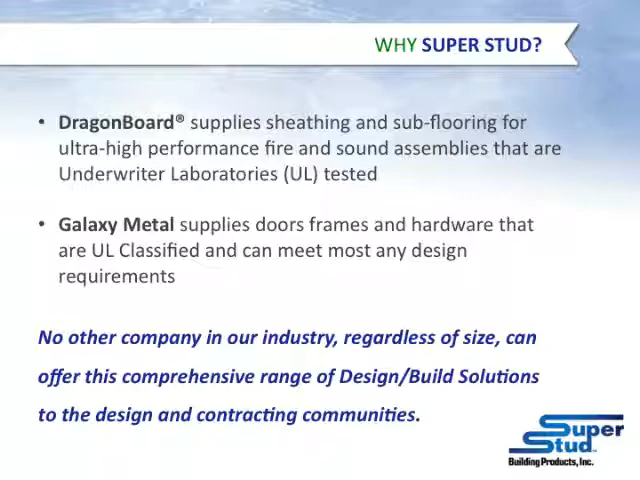 WHY SUPER STUD?
• DragonBoard® supplies sheathing and sub-flooring for
ultra-high performance fire and sound assemblies that are
Underwriter Laboratories (UL) tested
• Galaxy Metal supplies doors frames and hardware that
are UL Classified and can meet most any design
requirements
No other company in our industry, regardless of size, can
offer this comprehensive range of Design/Build Solutions
to the design and contracting communities.
Super
Stud
Building Products, Inc.